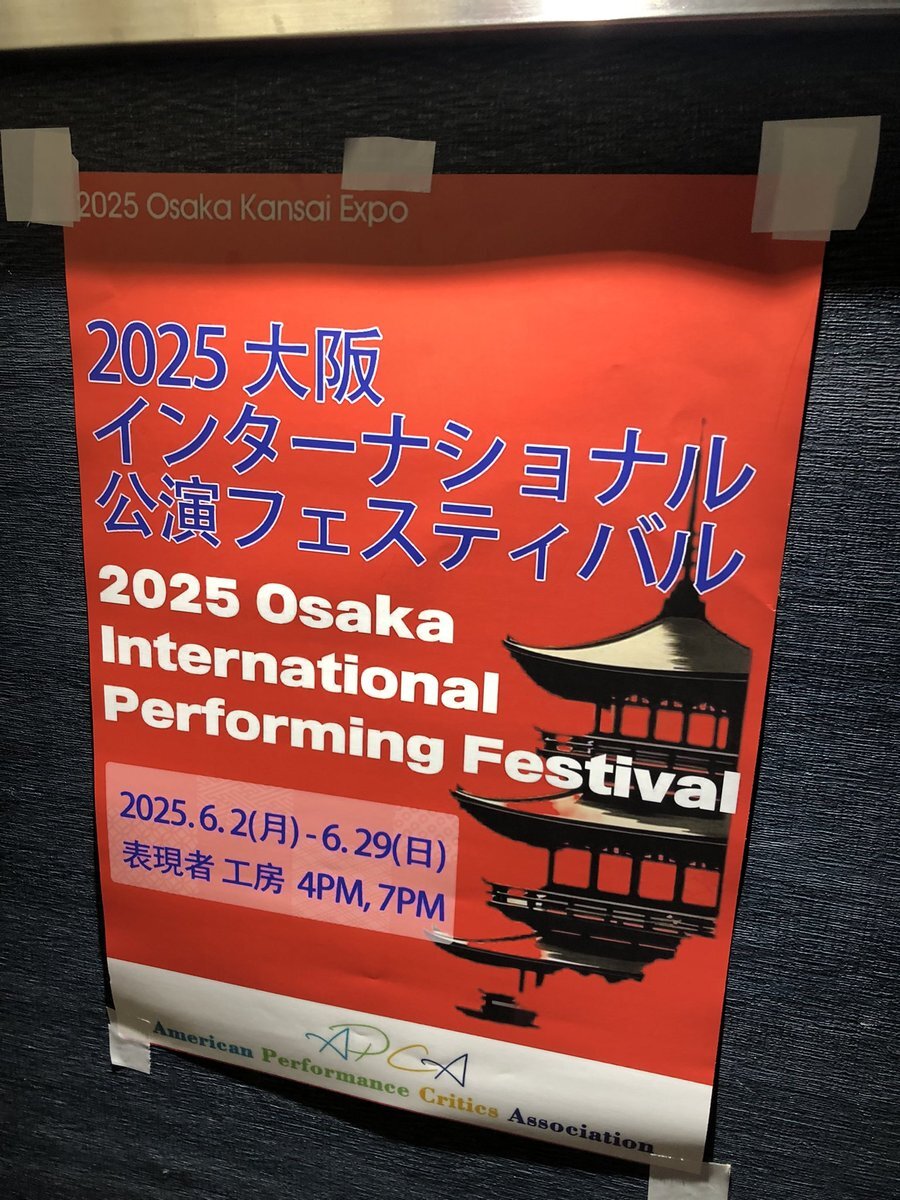 2025 Osaka Kansai Expo
2025 大阪
インターナショナル
公演フェスティバル
2025 Osaka
International
Performing Festival
2025. 6. 2(月) - 6. 29(日)
表現者 工房 4PM, 7PM
APCA
American Performance Critics Association